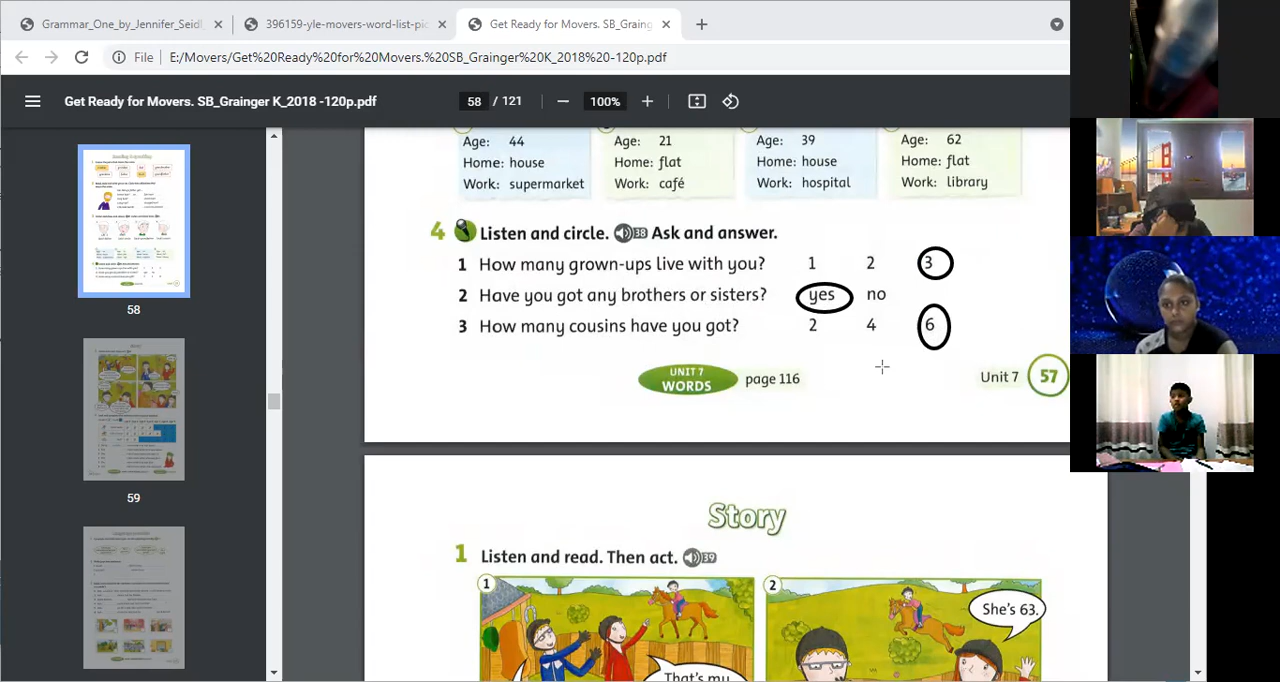 Grammar_One_by_Jennifer_Seidl
396159-yle-movers-word-list-pic
Get Ready for Movers. SB_Graing
File E:/Movers/Get%20Ready%20for%20Movers.%20SB_Grainger%20K_2018%20-120p.pdf
Get Ready for Movers. SB_Grainger K_2018 -120p.pdf
58 / 121
100%
Age: 44
Home: house
Work: supermarket
Age: 21
Home: flat
Work: café
Age: 39
Home: house
Work: hospital
Age: 62
Home: flat
Work: library
4 Listen and circle. 38 Ask and answer.
1 How many grown-ups live with you? 1 2 3
2 Have you got any brothers or sisters? yes no
3 How many cousins have you got? 2 4 6
UNIT 7
WORDS
page 116
Unit 7 57
Story
1 Listen and read. Then act. 39
1
That's my
2
She's 63.
58
59